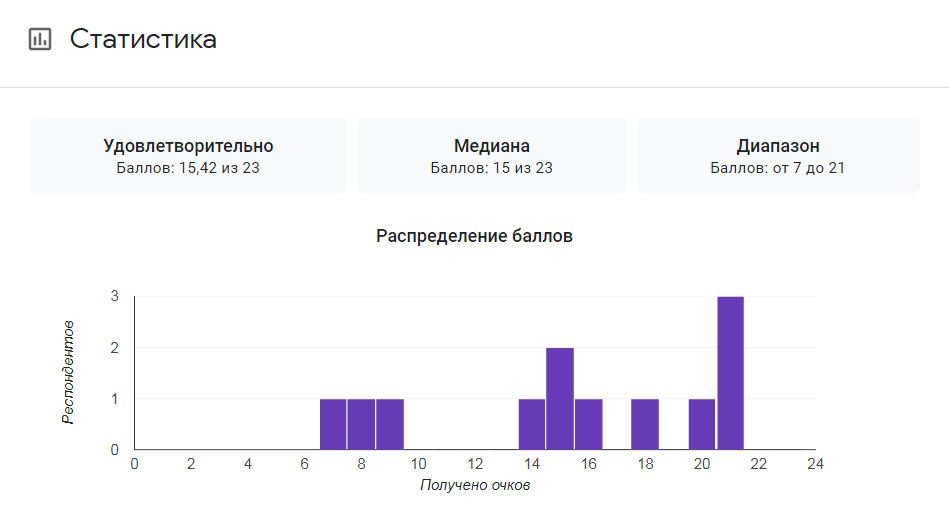 Статистика
Удовлетворительно
Баллов: 15,42 из 23
Медиана
Баллов: 15 из 23
Диапазон
Баллов: от 7 до 21
Распределение баллов
Респондентов
3
2
1
0
0 2 4 6 8 10 12 14 16 18 20 22 24
Получено очков